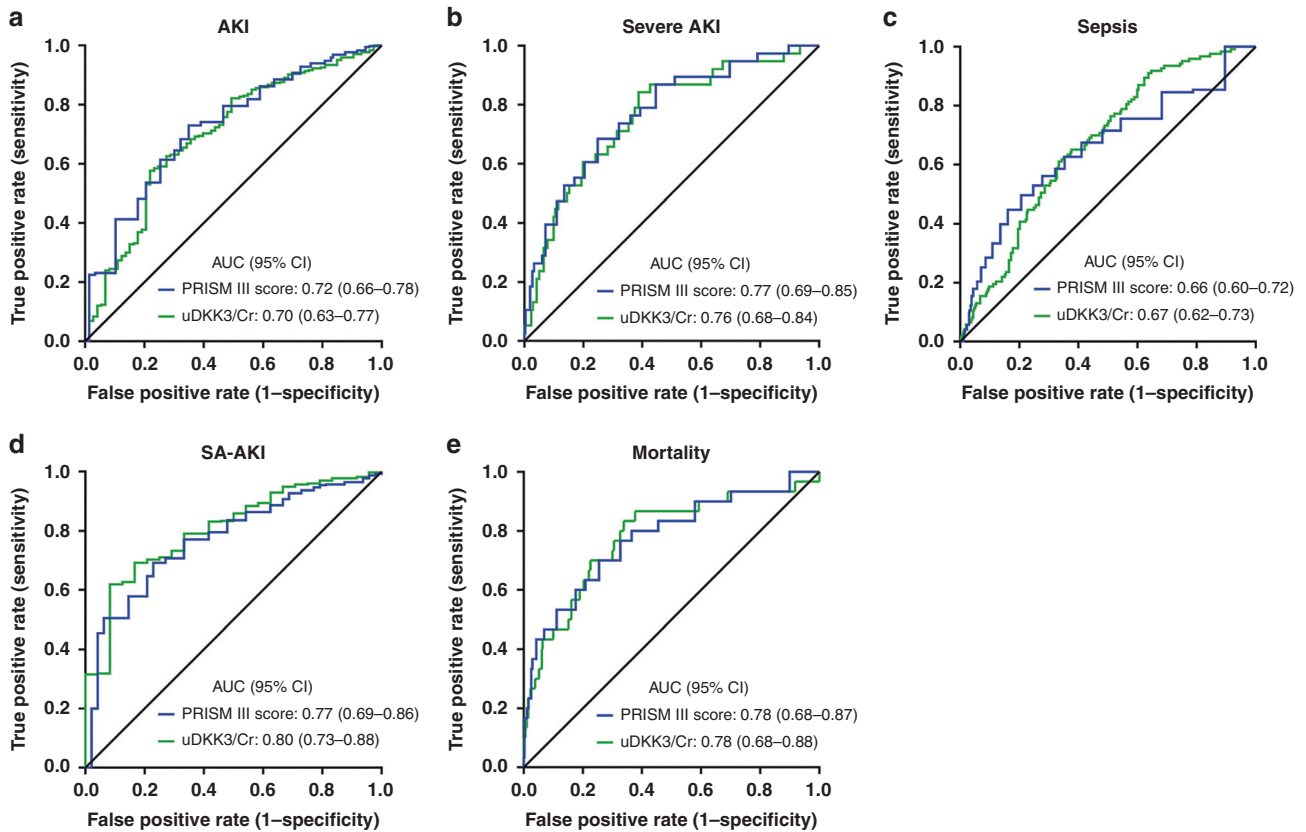 a
AKI
True positive rate (sensitivity)
1.0
0.8
0.6
0.4
0.2
0.0
AUC (95% CI)
PRISM III score: 0.72 (0.66–0.78)
uDKK3/Cr: 0.70 (0.63–0.77)
0.0 0.2 0.4 0.6 0.8 1.0
False positive rate (1–specificity)
b
Severe AKI
True positive rate (sensitivity)
1.0
0.8
0.6
0.4
0.2
0.0
AUC (95% CI)
PRISM III score: 0.77 (0.69–0.85)
uDKK3/Cr: 0.76 (0.68–0.84)
0.0 0.2 0.4 0.6 0.8 1.0
False positive rate (1–specificity)
c
Sepsis
True positive rate (sensitivity)
1.0
0.8
0.6
0.4
0.2
0.0
AUC (95% CI)
PRISM III score: 0.66 (0.60–0.72)
uDKK3/Cr: 0.67 (0.62–0.73)
0.0 0.2 0.4 0.6 0.8 1.0
False positive rate (1–specificity)
d
SA-AKI
True positive rate (sensitivity)
1.0
0.8
0.6
0.4
0.2
0.0
AUC (95% CI)
PRISM III score: 0.77 (0.69–0.86)
uDKK3/Cr: 0.80 (0.73–0.88)
0.0 0.2 0.4 0.6 0.8 1.0
False positive rate (1–specificity)
e
Mortality
True positive rate (sensitivity)
1.0
0.8
0.6
0.4
0.2
0.0
AUC (95% CI)
PRISM III score: 0.78 (0.68–0.87)
uDKK3/Cr: 0.78 (0.68–0.88)
0.0 0.2 0.4 0.6 0.8 1.0
False positive rate (1–specificity)